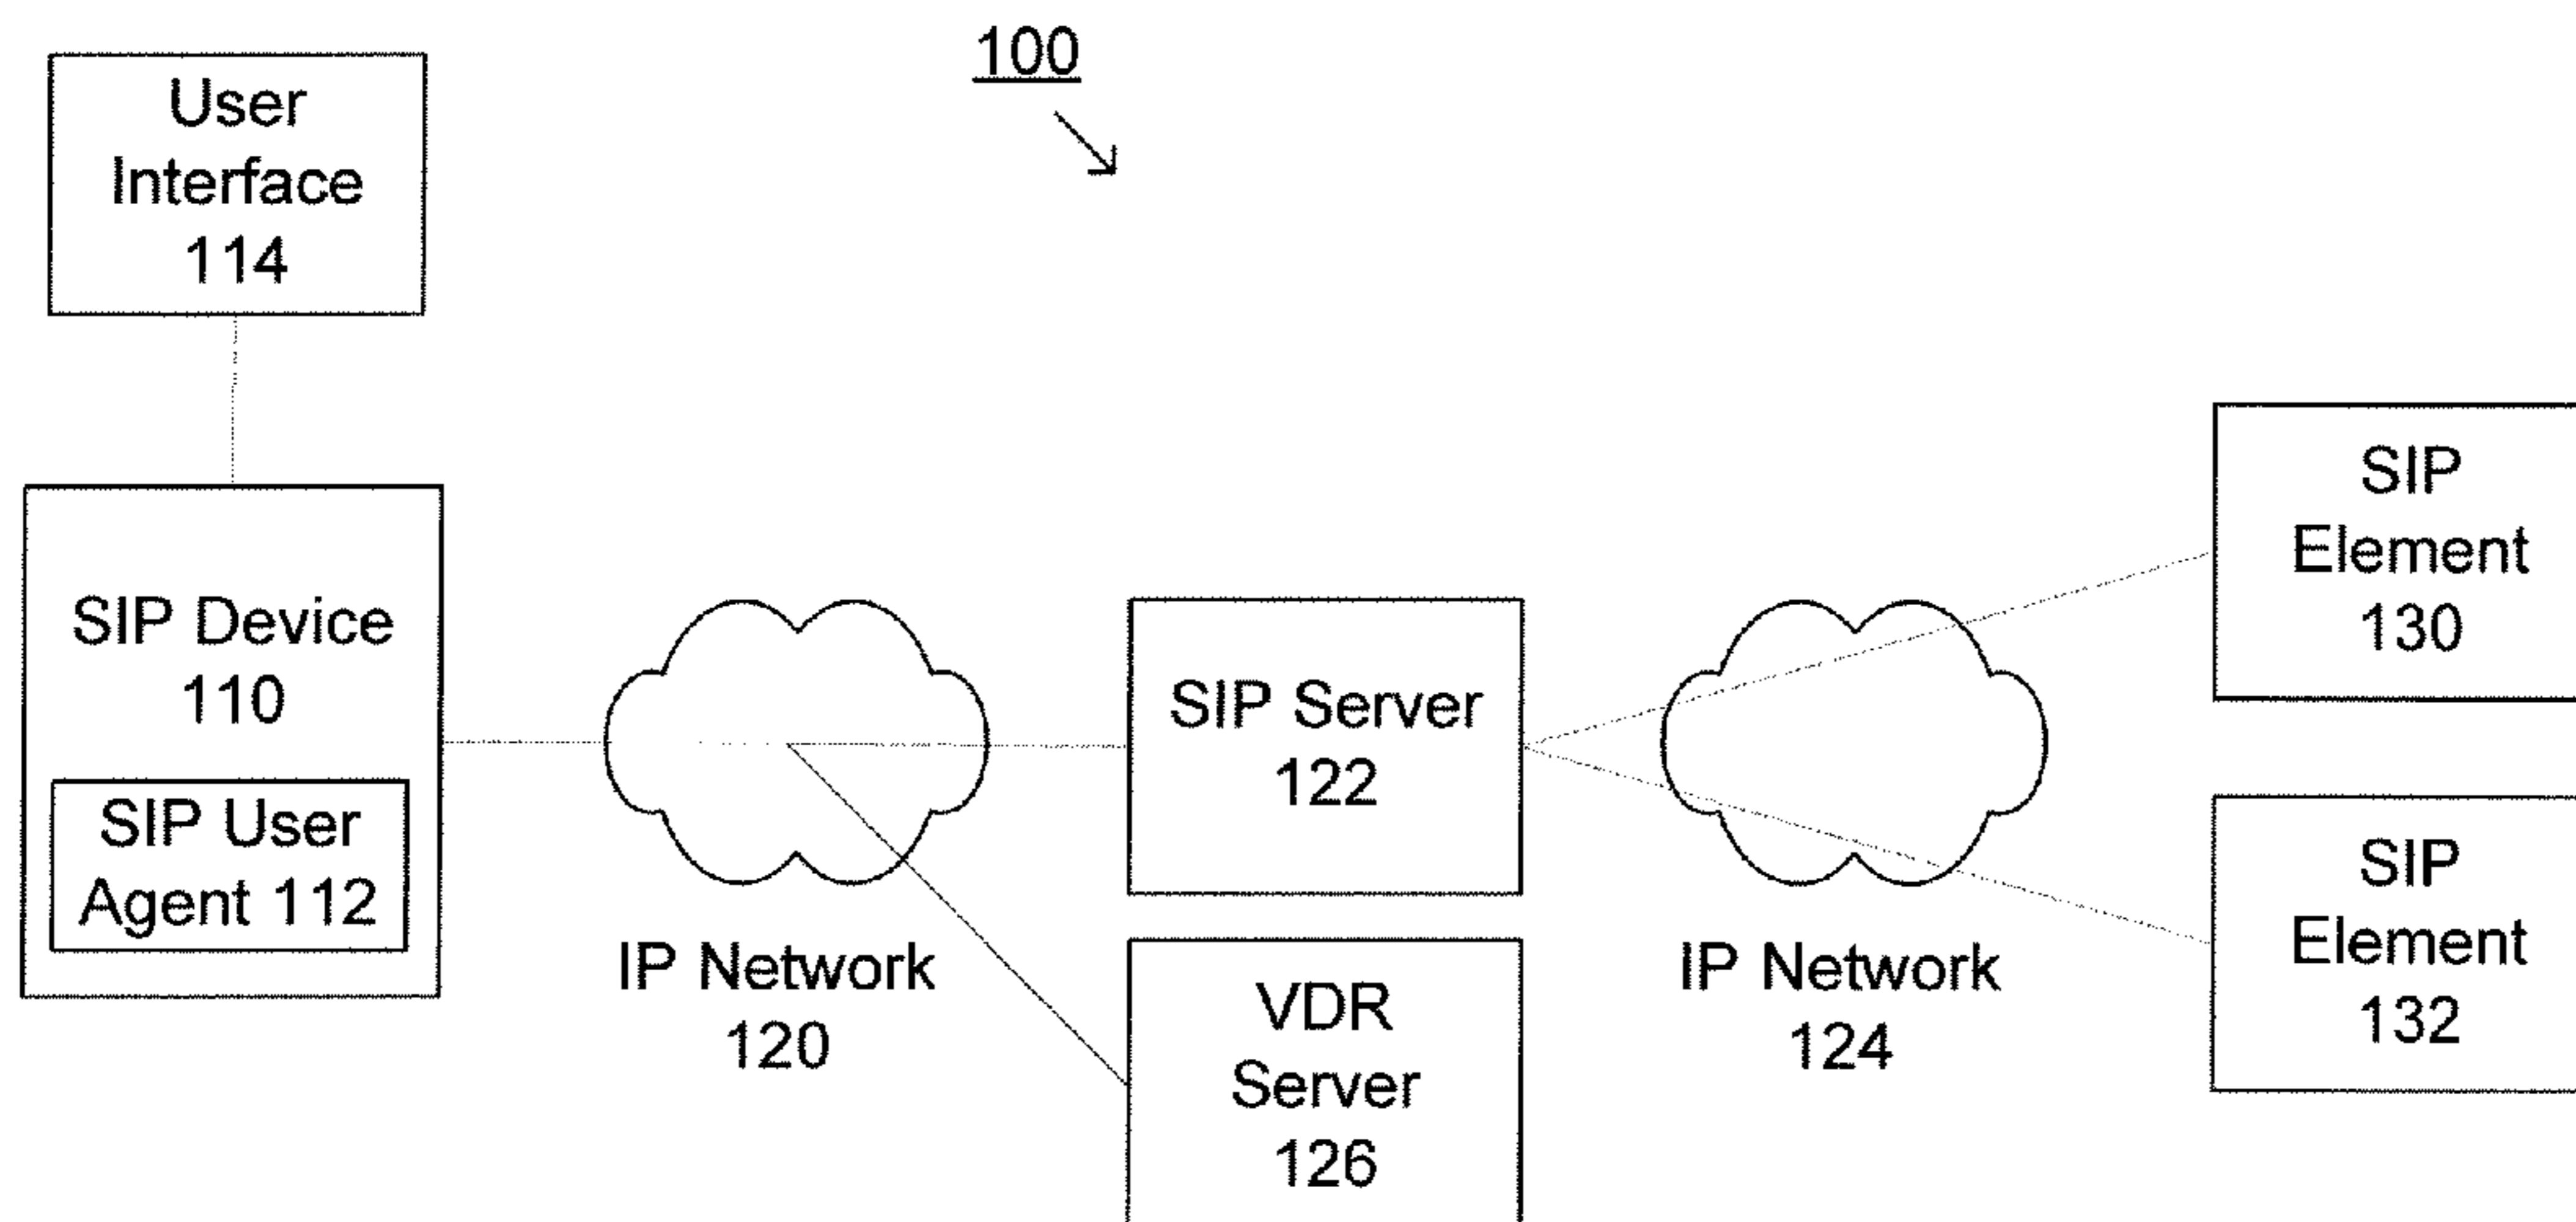 100
User
Interface
114
SIP Device
110
SIP User
Agent 112
IP Network
120
SIP Server
122
VDR
Server
126
IP Network
124
SIP
Element
130
SIP
Element
132